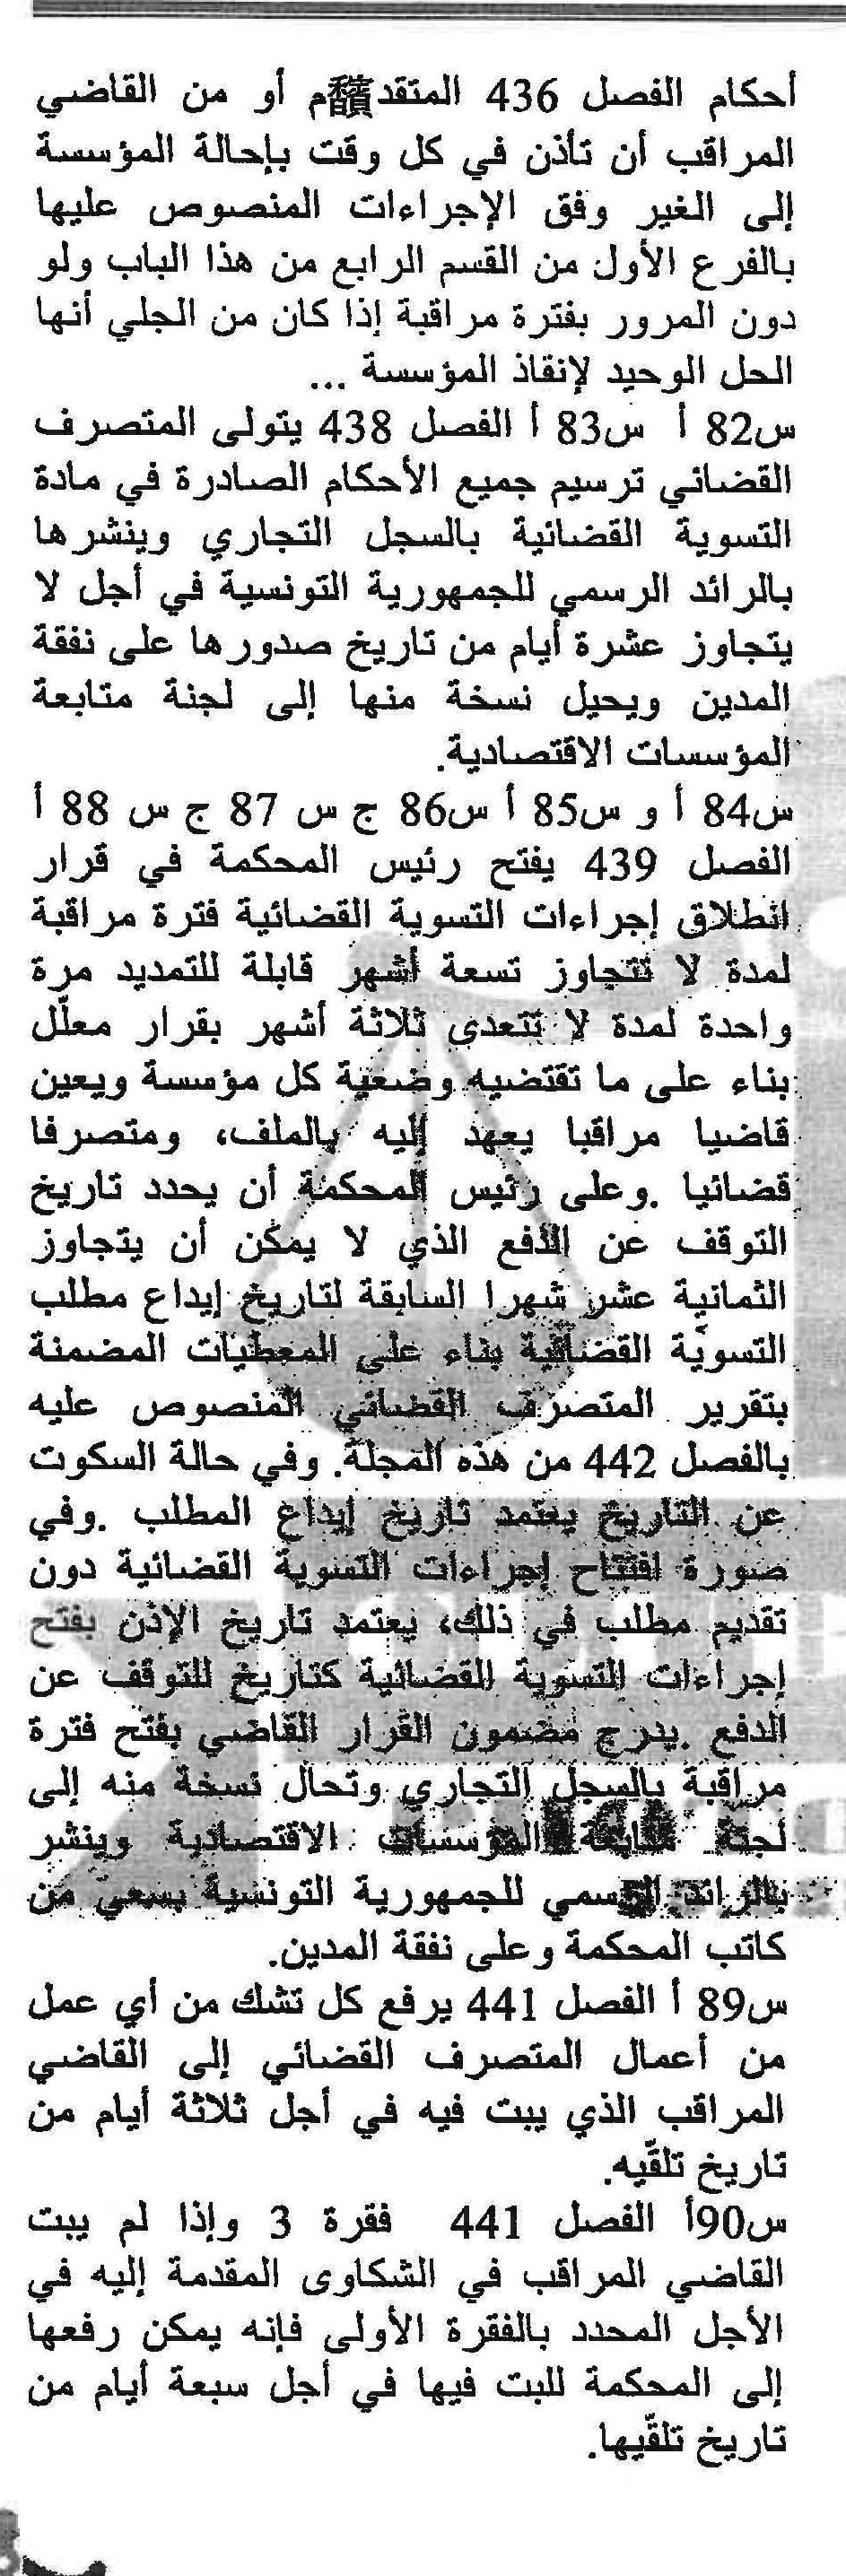 أحكام الفصل 436 المتقدم أو من القاضي
المراقب أن تأذن في كل وقت بإحالة المؤسسة
إلى الغير وفق الإجراءات المنصوص عليها
بالفرع الأول من القسم الرابع من هذا الباب ولو
دون المرور بفترة مراقبة إذا كان من الجلي أنها
الحل الوحيد لإنقاذ المؤسسة ...
س82 أ س83 أ الفصل 438 يتولى المتصرف
القضائي ترسيم جميع الأحكام الصادرة في مادة
التسوية القضائية بالسجل التجاري وينشرها
بالرائد الرسمي للجمهورية التونسية في أجل لا
يتجاوز عشرة أيام من تاريخ صدورها على نفقة
المدين ويحيل نسخة منها إلى لجنة متابعة
المؤسسات الاقتصادية.
س84 أ و س85 أ س86 ج س 87 ج س 88 أ
الفصل 439 يفتح رئيس المحكمة في قرار
انطلاق إجراءات التسوية القضائية فترة مراقبة
لمدة لا تتجاوز تسعة أشهر قابلة للتمديد مرة
واحدة لمدة لا تتعدى ثلاثة أشهر بقرار معلّل
بناء على ما تقتضيه وضعية كل مؤسسة ويعين
قاضيا مراقبا يعهد إليه بالملف، ومتصرفا
قضائيا .وعلى رئيس المحكمة أن يحدد تاريخ
التوقف عن الدفع الذي لا يمكن أن يتجاوز
الثمانية عشر شهرا السابقة لتاريخ إيداع مطلب
التسوية القضائية بناء على المعطيات المضمنة
بتقرير المتصرف القضائي المنصوص عليه
بالفصل 442 من هذه المجلة. وفي حالة السكوت
عن التاريخ يعتمد تاريخ إيداع المطلب .وفي
صورة افتتاح إجراءات التسوية القضائية دون
تقديم مطلب في ذلك، يعتمد تاريخ الإذن بفتح
إجراءات التسوية القضائية كتاريخ للتوقف عن
الدفع .يدرج مضمون القرار القاضي بفتح فترة
مراقبة بالسجل التجاري وتحال نسخة منه إلى
لجنة متابعة المؤسسات الاقتصادية وينشر
بالرائد الرسمي للجمهورية التونسية بسعي من
كاتب المحكمة وعلى نفقة المدين.
س89 أ الفصل 441 يرفع كل تشك من أي عمل
من أعمال المتصرف القضائي إلى القاضي
المراقب الذي يبت فيه في أجل ثلاثة أيام من
تاريخ تلقّيه.
س90أ الفصل 441 فقرة 3 وإذا لم يبت
القاضي المراقب في الشكاوى المقدمة إليه في
الأجل المحدد بالفقرة الأولى فإنه يمكن رفعها
إلى المحكمة للبت فيها في أجل سبعة أيام من
تاريخ تلقّيها.